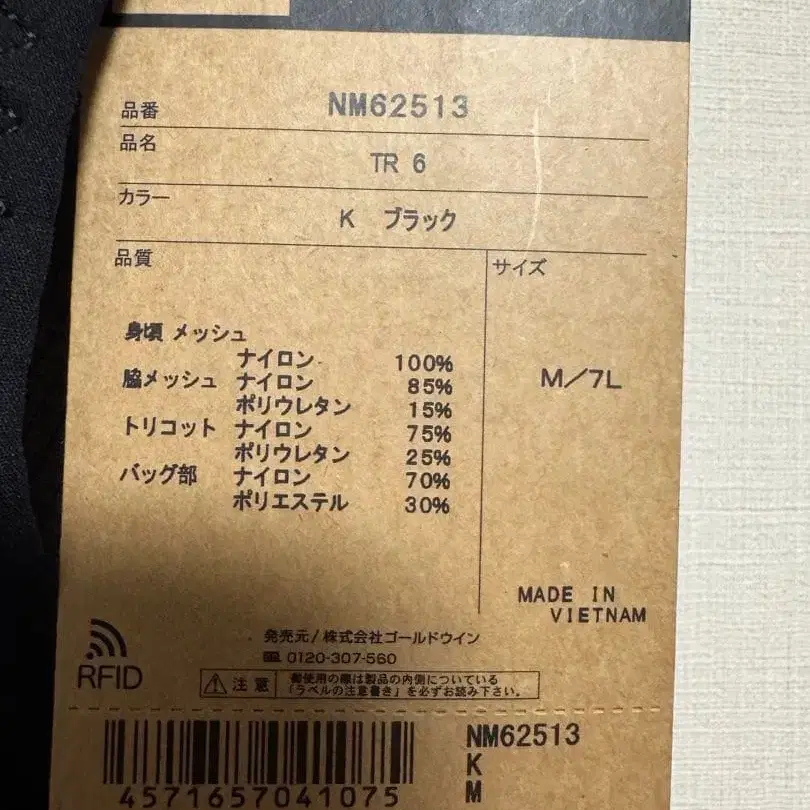 品番 NM62513
品名
TR 6
カラー
K ブラック
品質
サイズ
身頃 メッシュ
ナイロン 100%
脇メッシュ ナイロン 85%
ポリウレタン 15%
M/7L
トリコット ナイロン 75%
ポリウレタン 25%
バッグ部 ナイロン 70%
ポリエステル 30%
MADE IN
VIETNAM
RFID
発売元/株式会社ゴールドウイン
0120-307-560
注意
御使用の際は製品の内側についている
「ラベルの注意書き」を必ずお読み下さい。
4571657041075
NM62513
K
M